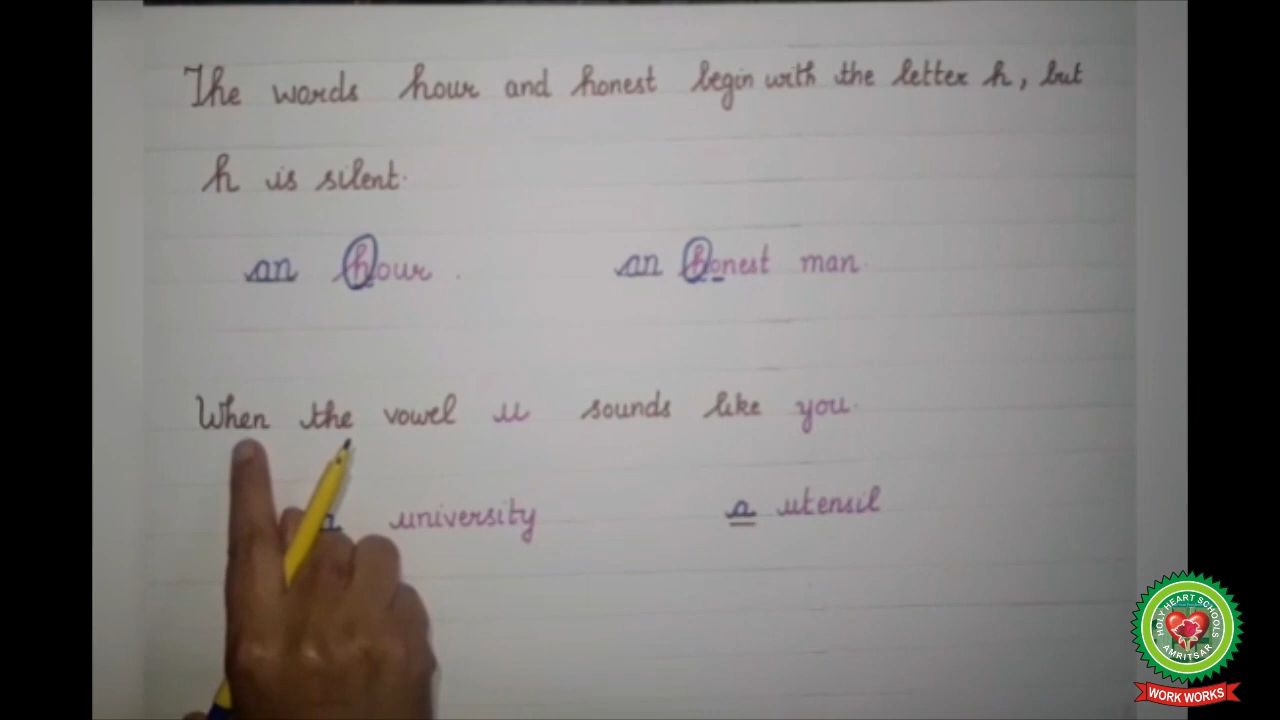 The words hour and honest begin with the letter h, but
h is silent.
an hour. an honest man.
When the vowel u sounds like you.
a university a utensil
HOLY HEART SCHOOLS
AMRITSAR
WORK WORKS